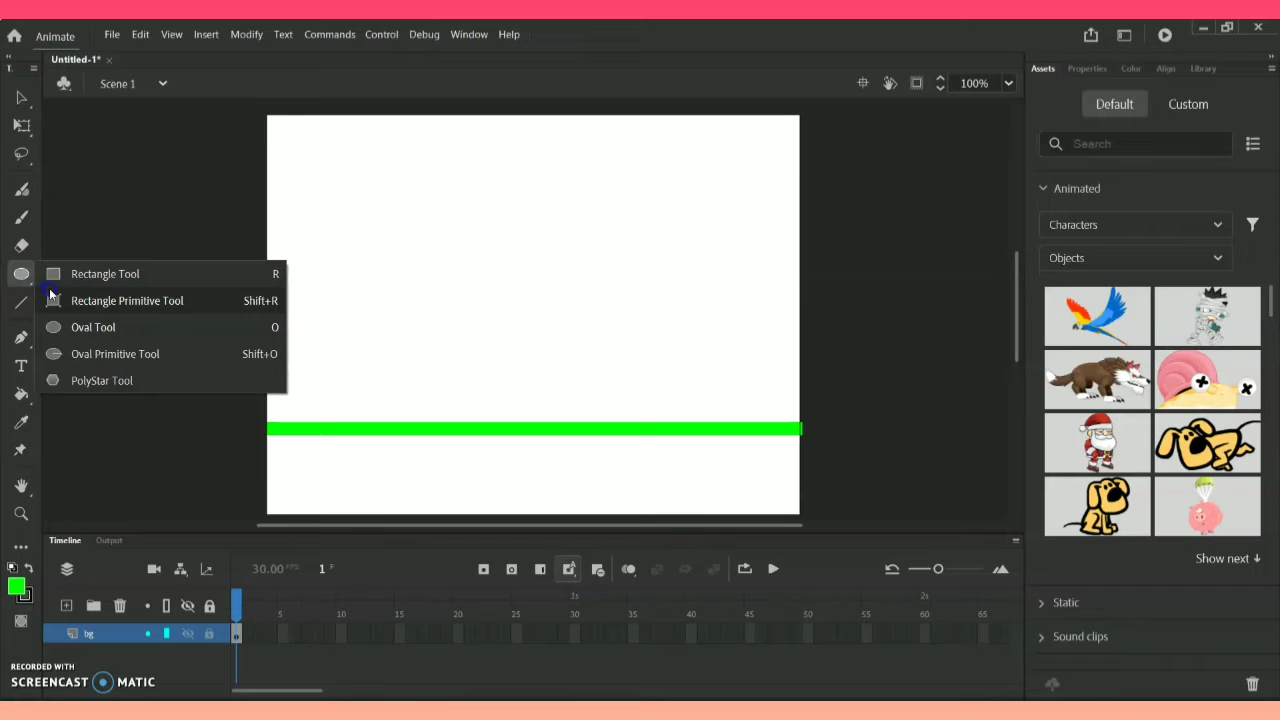 Animate
File Edit View Insert Modify Text Commands Control Debug Window Help
Untitled-1*
T.
Scene 1
100%
Assets Properties Color Align Library
Default Custom
Search
Animated
Characters
Objects
Rectangle Tool R
Rectangle Primitive Tool Shift+R
Oval Tool O
Oval Primitive Tool Shift+O
PolyStar Tool
Show next
Timeline Output
30.00 FPS 1 F
1s 2s
5 10 15 20 25 30 35 40 45 50 55 60 65
bg
Static
Sound clips
RECORDED WITH
SCREENCAST MATIC